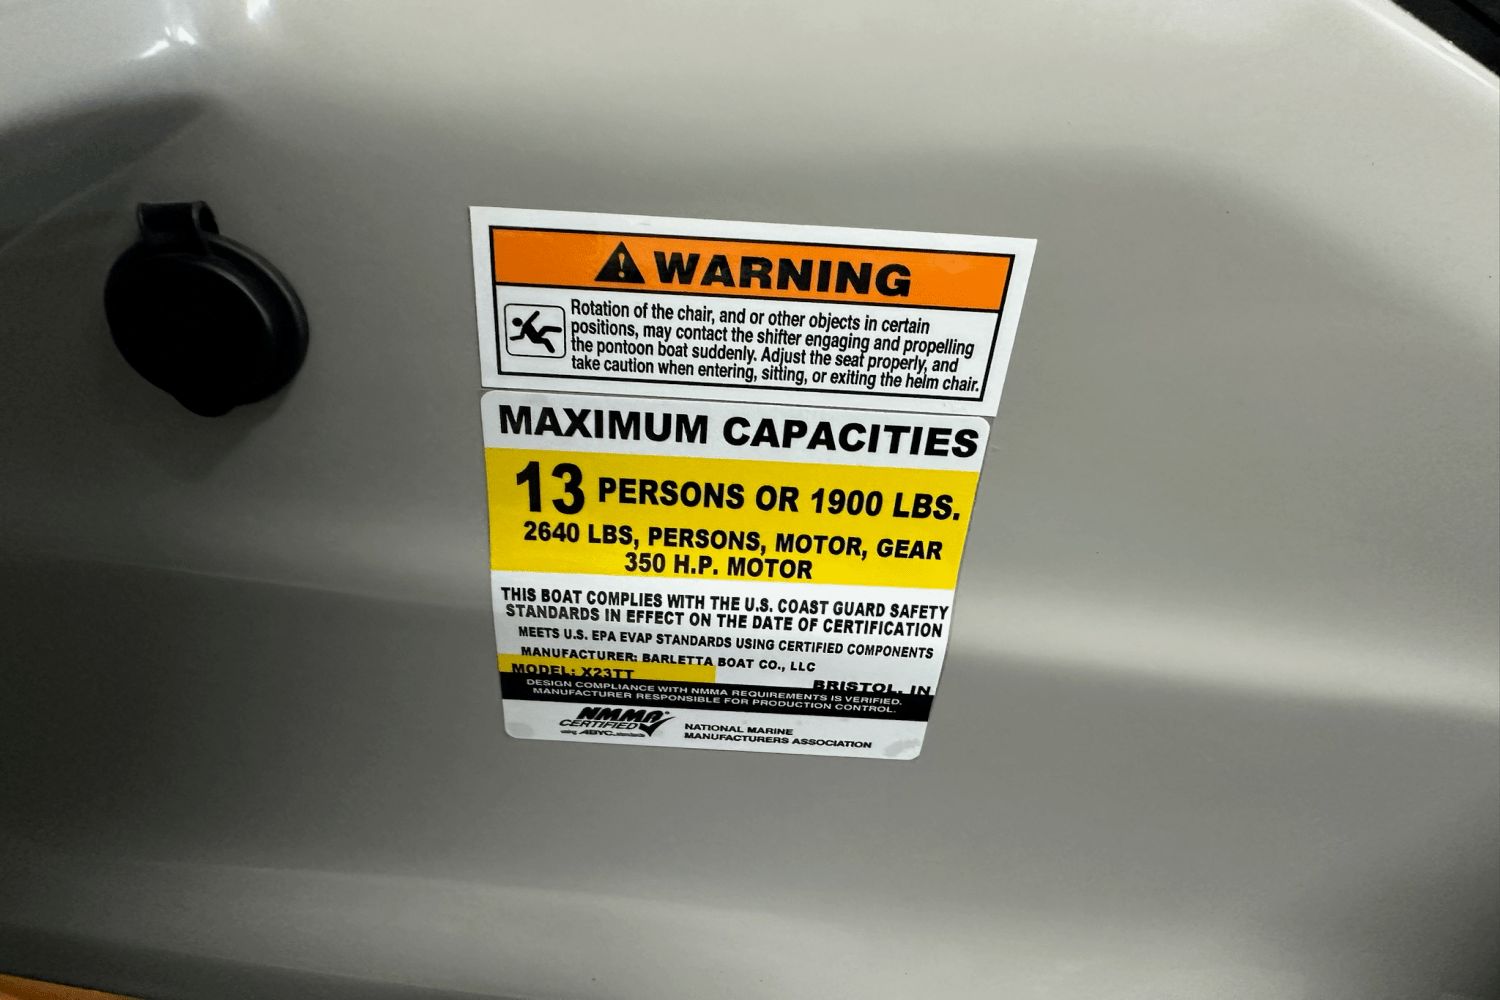 WARNING
Rotation of the chair, and or other objects in certain
positions, may contact the shifter engaging and propelling
the pontoon boat suddenly. Adjust the seat properly, and
take caution when entering, sitting, or exiting the helm chair.
MAXIMUM CAPACITIES
13 PERSONS OR 1900 LBS.
2640 LBS, PERSONS, MOTOR, GEAR
350 H.P. MOTOR
THIS BOAT COMPLIES WITH THE U.S. COAST GUARD SAFETY
STANDARDS IN EFFECT ON THE DATE OF CERTIFICATION
MEETS U.S. EPA EVAP STANDARDS USING CERTIFIED COMPONENTS
MANUFACTURER: BARLETTA BOAT CO., LLC
MODEL: X23TT BRISTOL, IN
DESIGN COMPLIANCE WITH NMMA REQUIREMENTS IS VERIFIED.
MANUFACTURER RESPONSIBLE FOR PRODUCTION CONTROL.
NMMA
CERTIFIED
using ABYC standards
NATIONAL MARINE
MANUFACTURERS ASSOCIATION